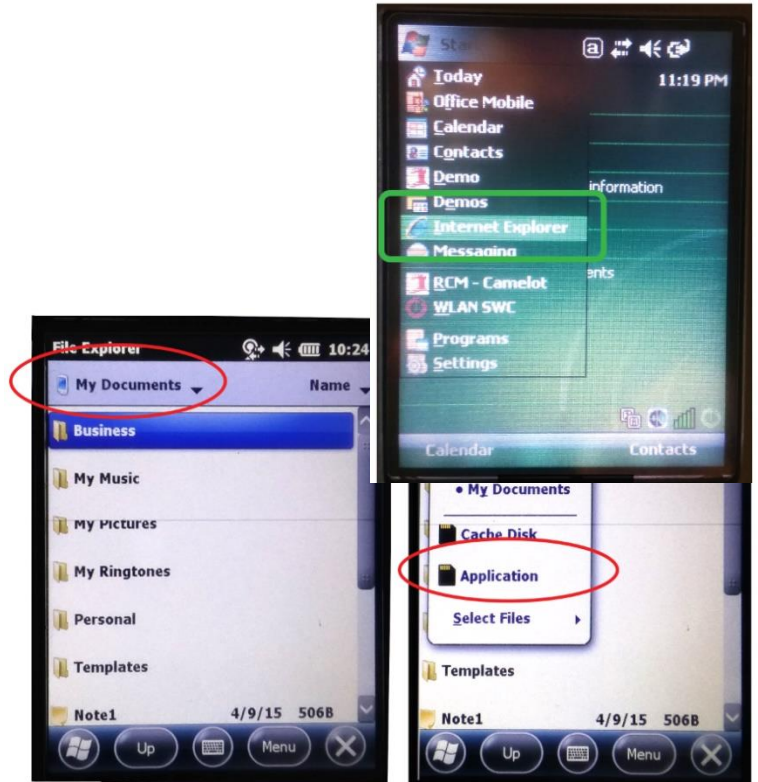 Start
11:19 PM
Today
Office Mobile
Calendar
Contacts
Demo
Demos
Internet Explorer
Messaging
RCM - Camelot
WLAN SWC
Programs
Settings
information
ents
Calendar Contacts
File Explorer 10:24
My Documents Name
Business
My Music
My Pictures
My Ringtones
Personal
Templates
Note1 4/9/15 506B
Up Menu
• My Documents
Cache Disk
Application
Select Files
Templates
Note1 4/9/15 506B
Up Menu